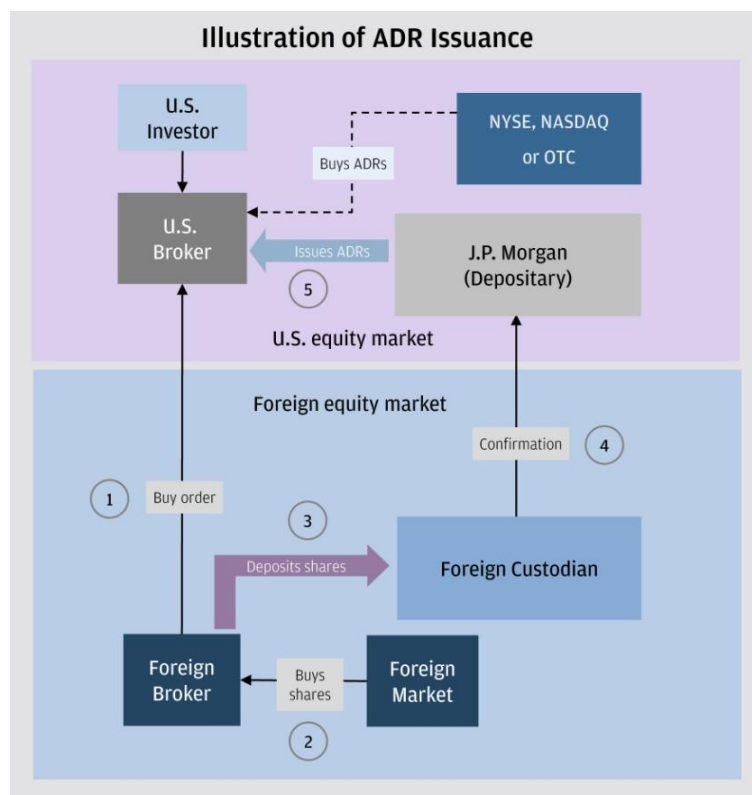 Illustration of ADR Issuance
U.S.
Investor
NYSE, NASDAQ
or OTC
Buys ADRs
U.S.
Broker
Issues ADRs
5
J.P. Morgan
(Depositary)
U.S. equity market
Foreign equity market
Confirmation
4
1
Buy order
3
Deposits shares
Foreign Custodian
Foreign
Broker
Buys
shares
2
Foreign
Market